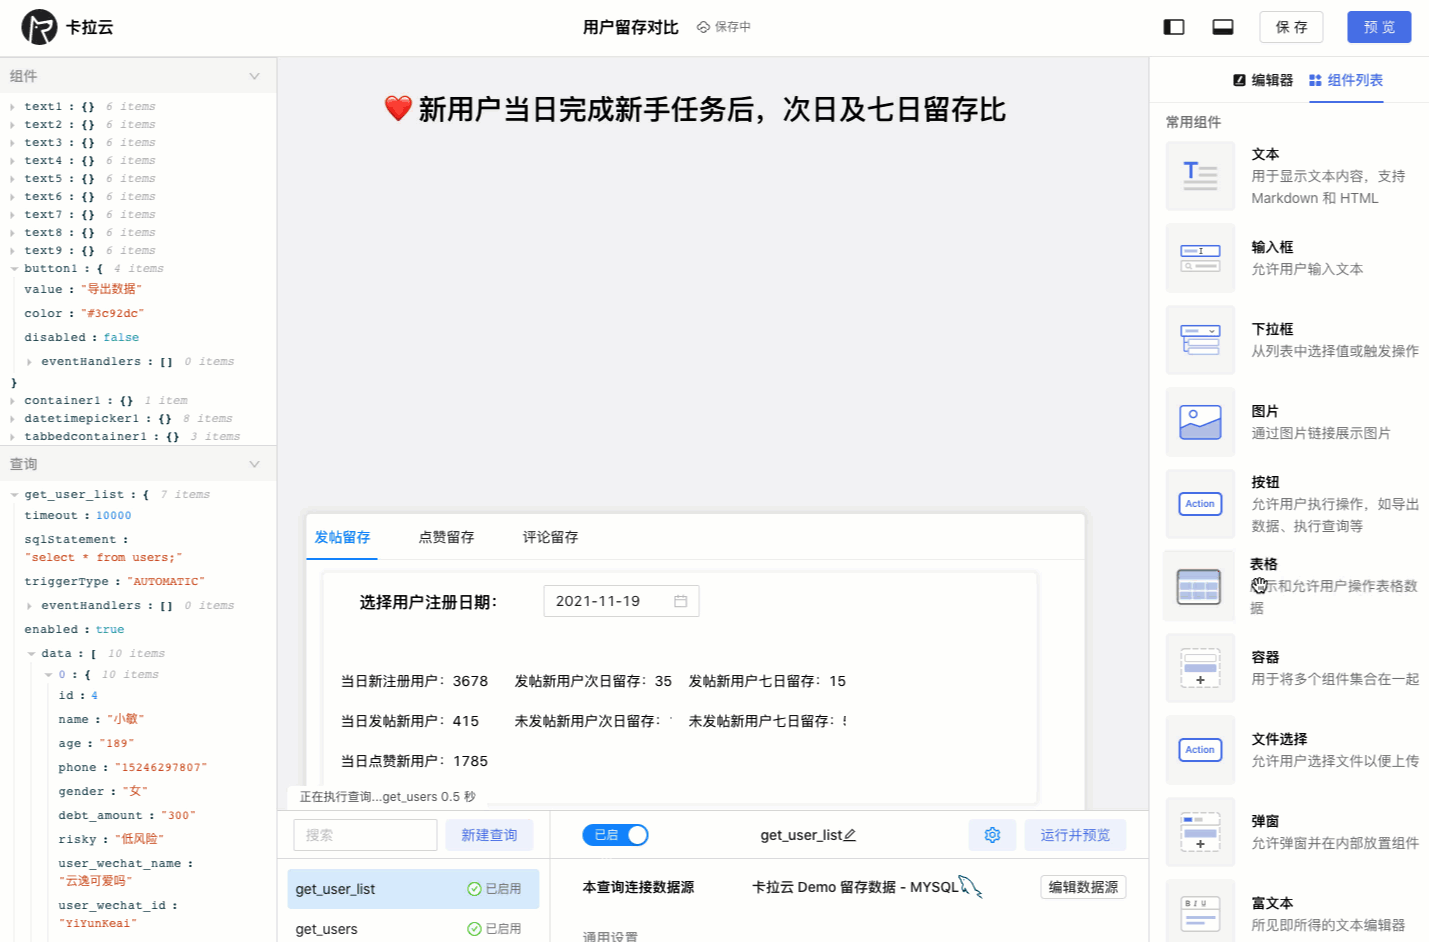 卡拉云
用户留存对比
保存中
保 存
预 览
组件
text1 : {} 6 items
text2 : {} 6 items
text3 : {} 6 items
text4 : {} 6 items
text5 : {} 6 items
text6 : {} 6 items
text7 : {} 6 items
text8 : {} 6 items
text9 : {} 6 items
button1 : { 4 items
value : "导出数据"
color : "#3c92dc"
disabled : false
eventHandlers : [] 0 items
}
container1 : {} 1 item
datetimepicker1 : {} 8 items
tabbedcontainer1 : {} 3 items
查询
get_user_list : { 7 items
timeout : 10000
sqlStatement :
"select * from users;"
triggerType : "AUTOMATIC"
eventHandlers : [] 0 items
enabled : true
data : [ 10 items
0 : { 10 items
id : 4
name : "小敏"
age : "189"
phone : "15246297807"
gender : "女"
debt_amount : "300"
risky : "低风险"
user_wechat_name :
"云逸可爱吗"
user_wechat_id :
"YiYunKeai"
❤️ 新用户当日完成新手任务后，次日及七日留存比
发帖留存
点赞留存
评论留存
选择用户注册日期：
2021-11-19
当日新注册用户：3678
发帖新用户次日留存：35
发帖新用户七日留存：15
当日发帖新用户：415
未发帖新用户次日留存：
未发帖新用户七日留存：
当日点赞新用户：1785
正在执行查询...get_users 0.5 秒
搜索
新建查询
已启
get_user_list
运行并预览
get_user_list
已启用
get_users
已启用
本查询连接数据源
卡拉云 Demo 留存数据 - MYSQL
编辑数据源
通用设置
编辑器
组件列表
常用组件
文本
用于显示文本内容，支持
Markdown 和 HTML
输入框
允许用户输入文本
下拉框
从列表中选择值或触发操作
图片
通过图片链接展示图片
Action
按钮
允许用户执行操作，如导出
数据、执行查询等
表格
示和允许用户操作表格数
据
容器
用于将多个组件集合在一起
Action
文件选择
允许用户选择文件以便上传
弹窗
允许弹窗并在内部放置组件
B I U
富文本
所见即所得的文本编辑器